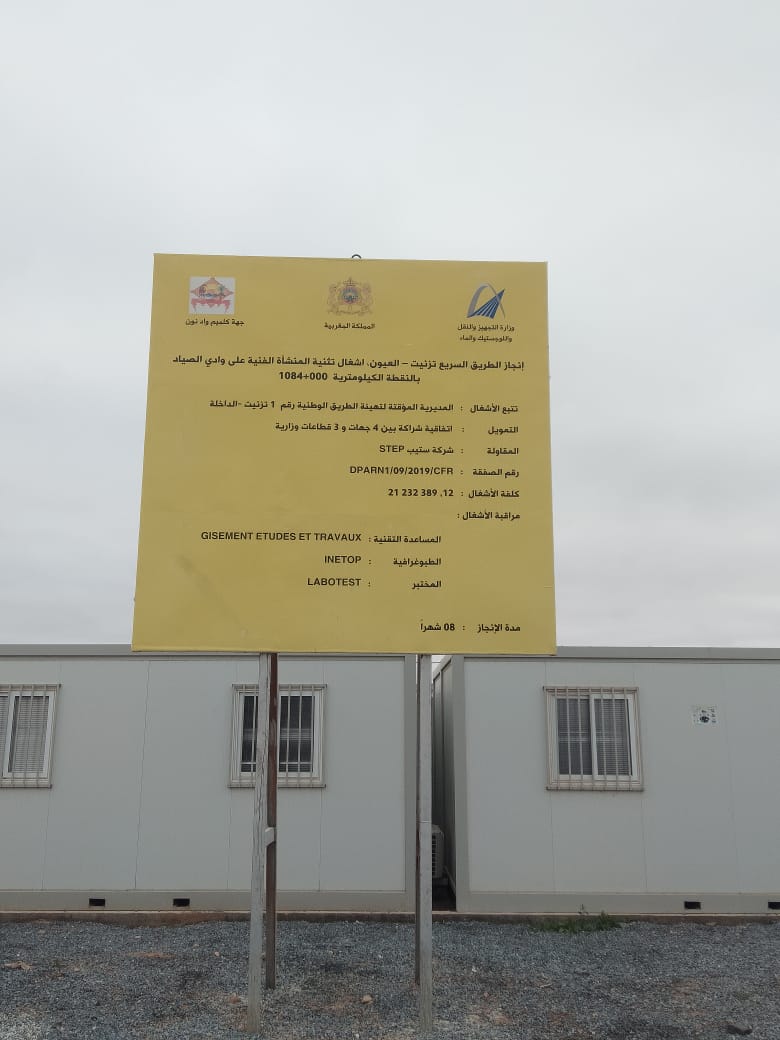 المملكة المغربية
وزارة التجهيز والنقل
واللوجستيك والماء
جهة كلميم واد نون
إنجاز الطريق السريع تزنيت – العيون، اشغال تثنية المنشأة الفنية على وادي الصياد
بالنقطة الكيلومترية 1084+000
تتبع الأشغال : المديرية المؤقتة لتهيئة الطريق الوطنية رقم 1 تزنيت -الداخلة
التمويل : اتفاقية شراكة بين 4 جهات و 3 قطاعات وزارية
المقاولة : شركة ستيب STEP
رقم الصفقة : DPARN1/09/2019/CFR
كلفة الأشغال : 21 232 389 ,12
مراقبة الأشغال :
المساعدة التقنية : GISEMENT ETUDES ET TRAVAUX
الطبوغرافية : INETOP
المختبر : LABOTEST
مدة الإنجاز : 08 شهراً